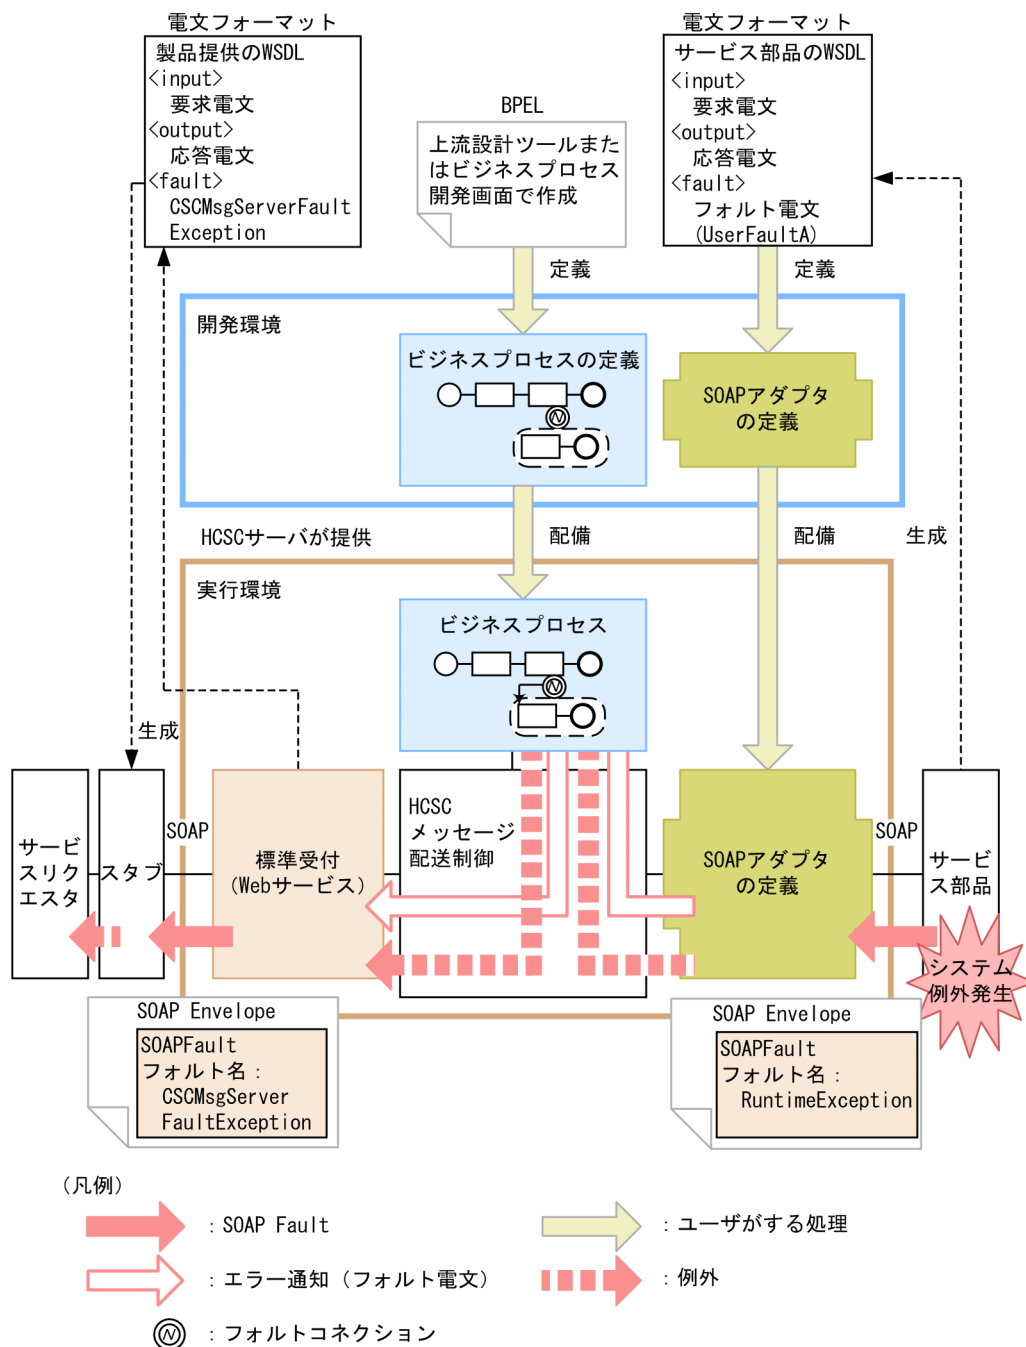 電文フォーマット
製品提供のWSDL
<input>
要求電文
<output>
応答電文
<fault>
CSCMsgServerFault
Exception
BPEL
上流設計ツールまた
はビジネスプロセス
開発画面で作成
電文フォーマット
サービス部品のWSDL
<input>
要求電文
<output>
応答電文
<fault>
フォルト電文
(UserFaultA)
定義
定義
開発環境
ビジネスプロセスの定義
SOAPアダプタ
の定義
HCSCサーバが提供
配備
配備
生成
実行環境
ビジネスプロセス
生成
サービ
スリク
エスタ
スタブ
SOAP
標準受付
(Webサービス)
HCSC
メッセージ
配送制御
SOAPアダプタ
の定義
SOAP
サービ
ス部品
システム
例外発生
SOAP Envelope
SOAPFault
フォルト名：
CSCMsgServer
FaultException
SOAP Envelope
SOAPFault
フォルト名：
RuntimeException
(凡例)
：SOAP Fault
：ユーザがする処理
：エラー通知（フォルト電文）
：例外
：フォルトコネクション